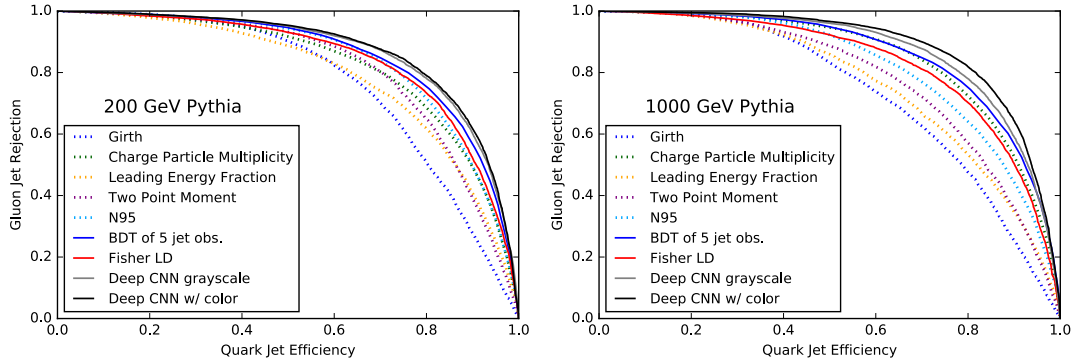 1.0
0.8
0.6
0.4
0.2
0.0
Gluon Jet Rejection
200 GeV Pythia
Girth
Charge Particle Multiplicity
Leading Energy Fraction
Two Point Moment
N95
BDT of 5 jet obs.
Fisher LD
Deep CNN grayscale
Deep CNN w/ color
0.0 0.2 0.4 0.6 0.8 1.0
Quark Jet Efficiency
1.0
0.8
0.6
0.4
0.2
0.0
Gluon Jet Rejection
1000 GeV Pythia
Girth
Charge Particle Multiplicity
Leading Energy Fraction
Two Point Moment
N95
BDT of 5 jet obs.
Fisher LD
Deep CNN grayscale
Deep CNN w/ color
0.0 0.2 0.4 0.6 0.8 1.0
Quark Jet Efficiency